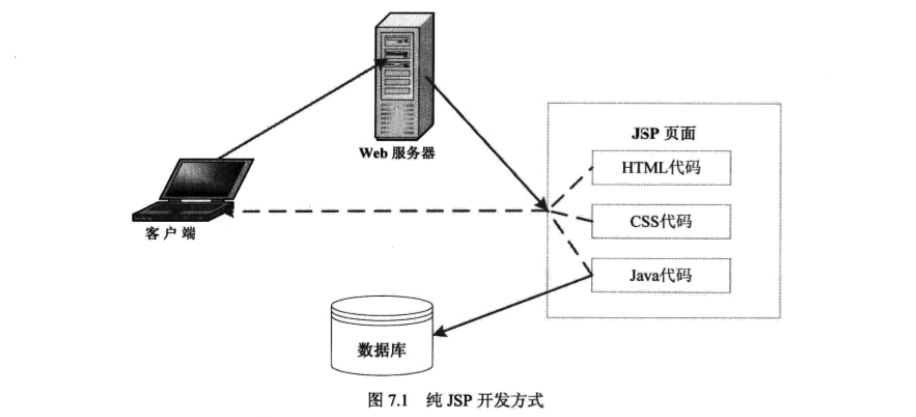 Web 服务器
JSP 页面
HTML代码
CSS代码
Java代码
客 户 端
数据库
图 7.1 纯 JSP 开发方式